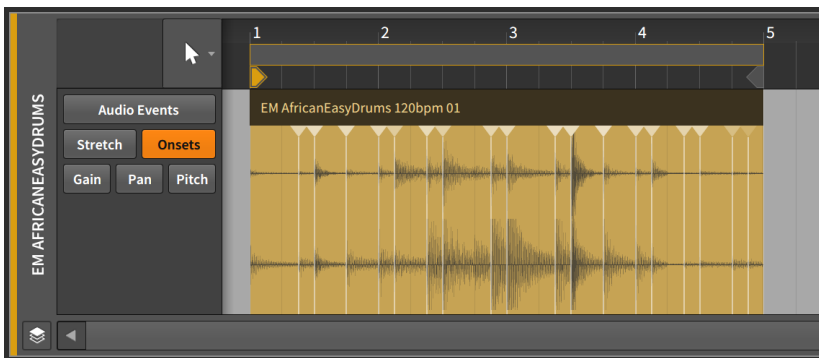 1 2 3 4 5
EM AFRICANEASYDRUMS
Audio Events
EM AfricanEasyDrums 120bpm 01
Stretch Onsets
Gain Pan Pitch